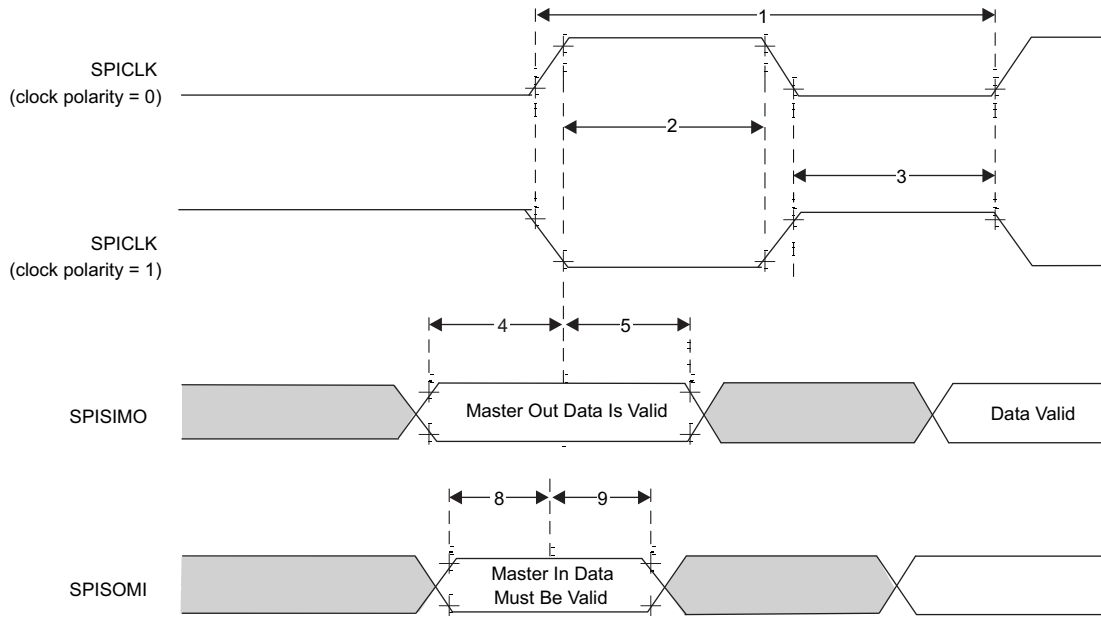 1
SPICLK
(clock polarity = 0)
2
3
SPICLK
(clock polarity = 1)
4
5
SPISIMO
Master Out Data Is Valid
Data Valid
8
9
SPISOMI
Master In Data
Must Be Valid